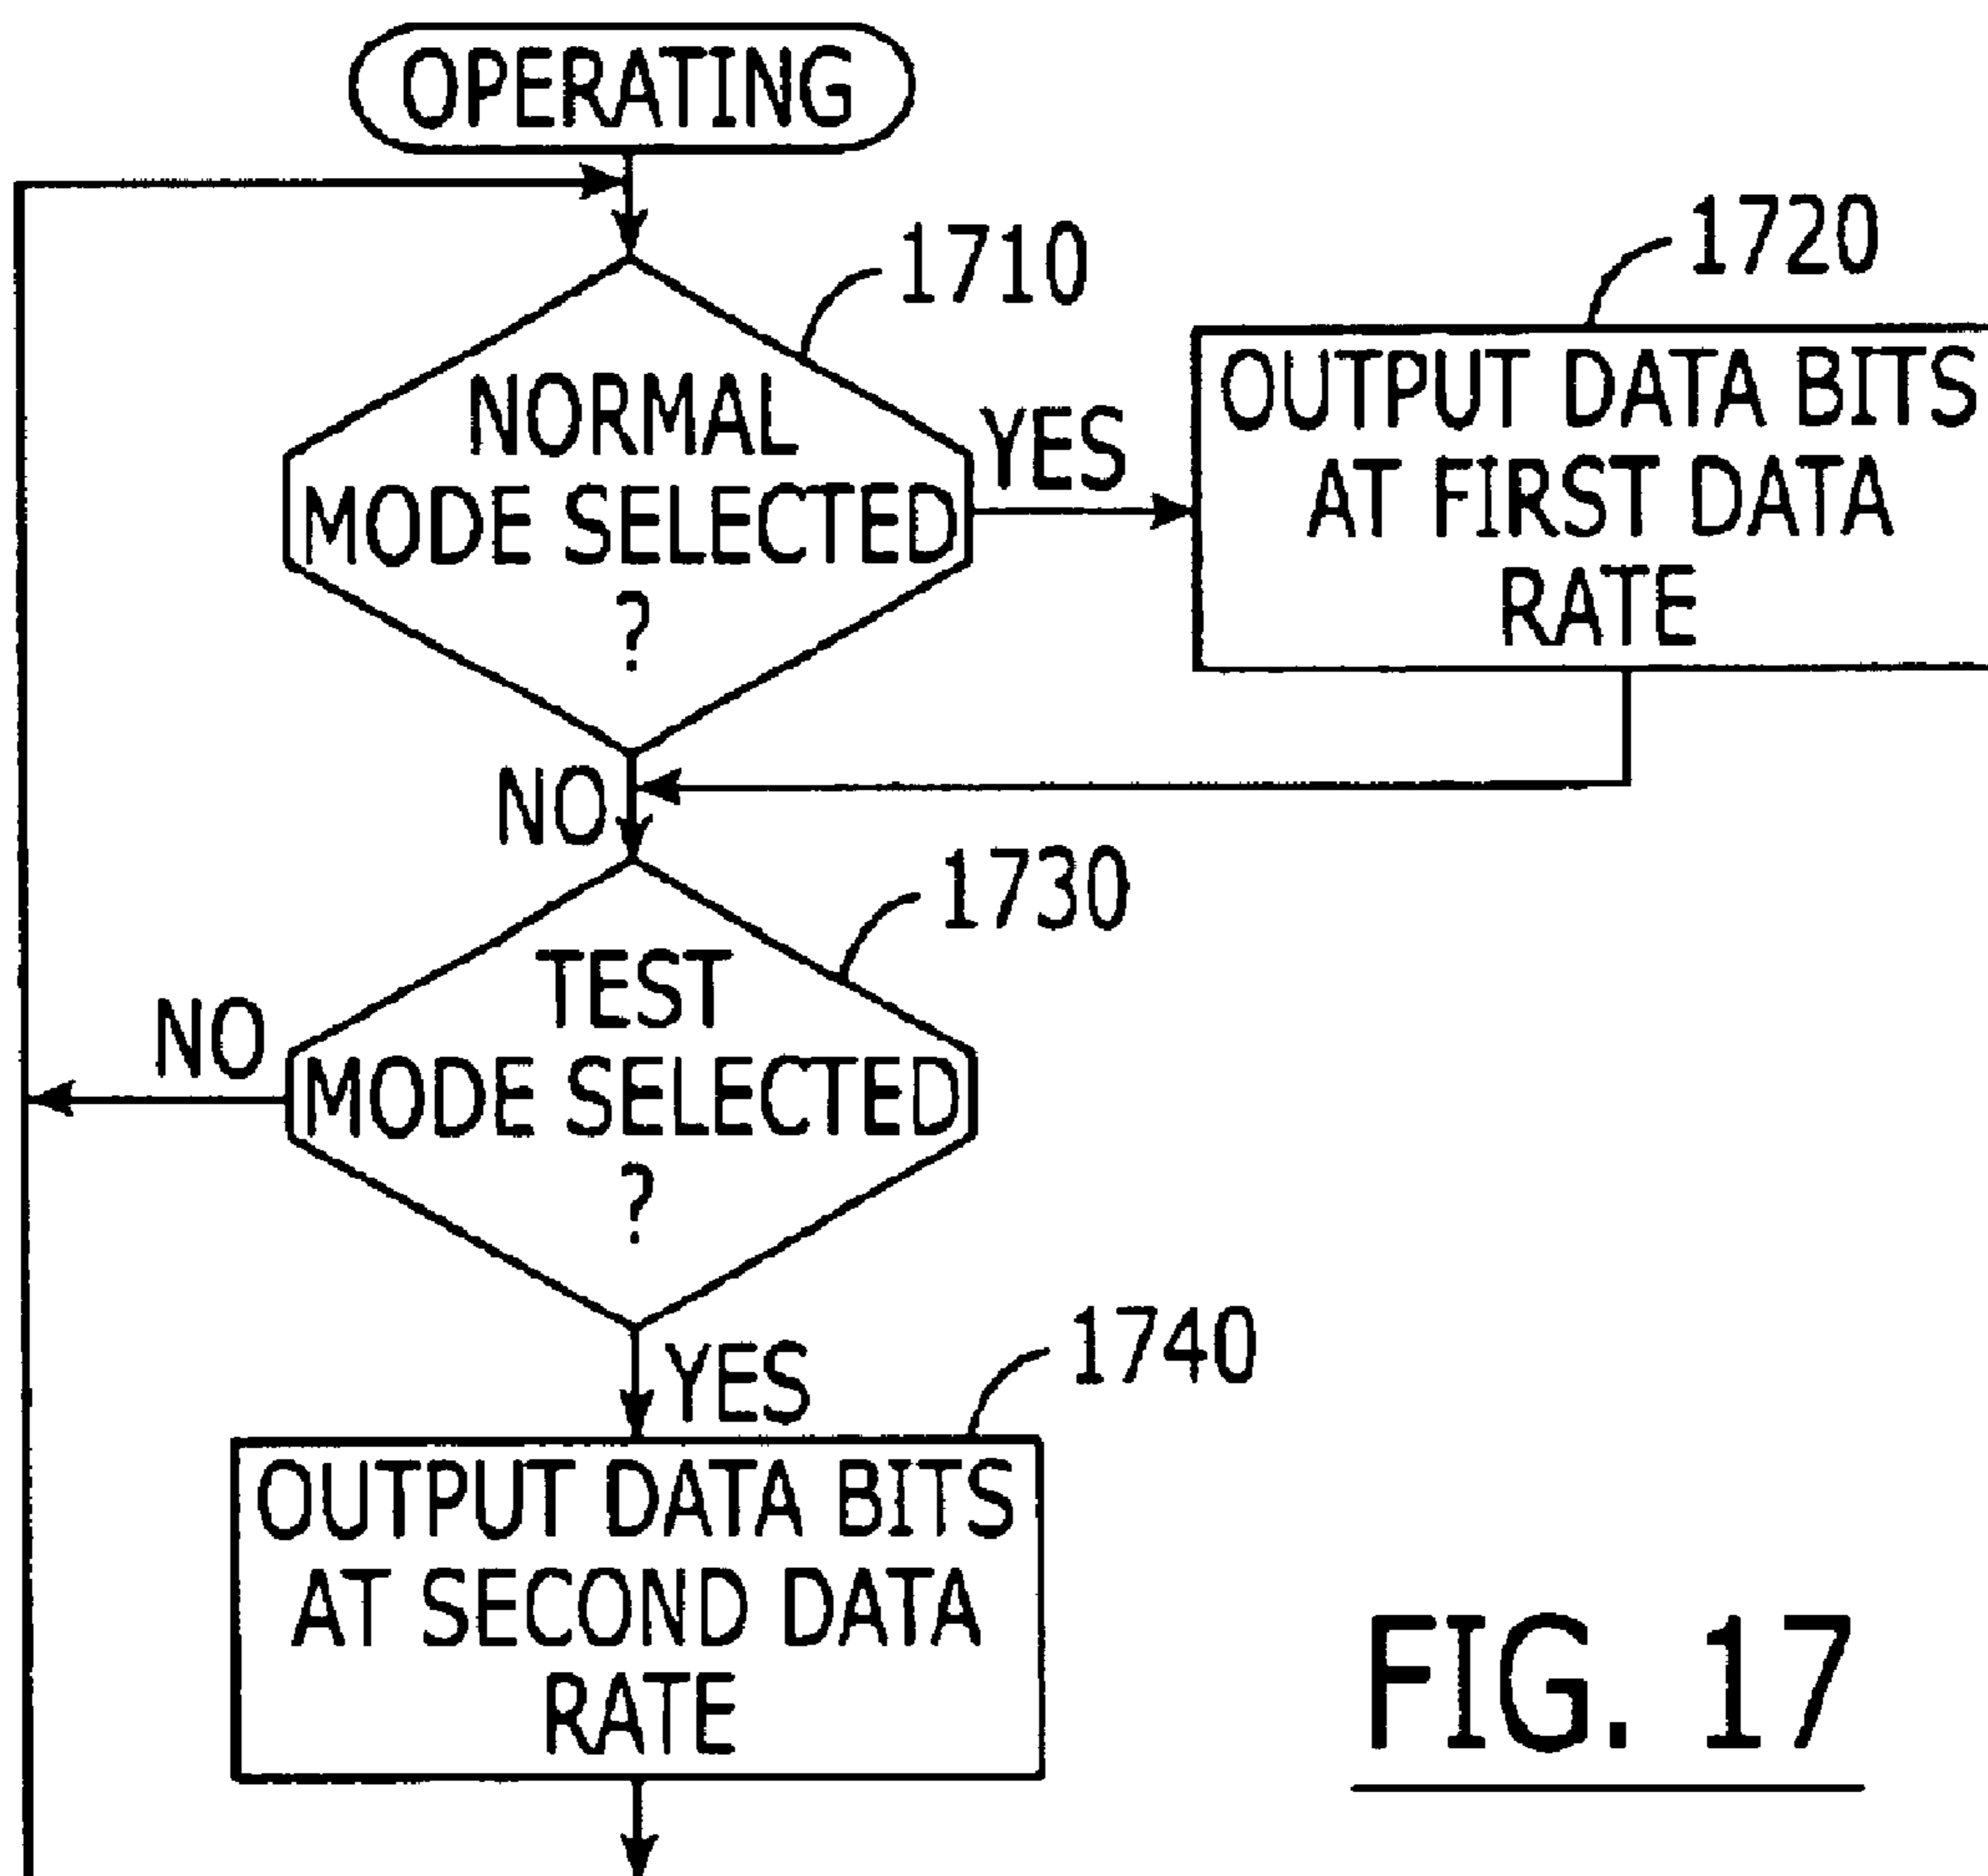 OPERATING
1710
NORMAL
MODE SELECTED
?
YES
1720
OUTPUT DATA BITS
AT FIRST DATA
RATE
NO
1730
TEST
MODE SELECTED
?
NO
YES
1740
OUTPUT DATA BITS
AT SECOND DATA
RATE
FIG. 17